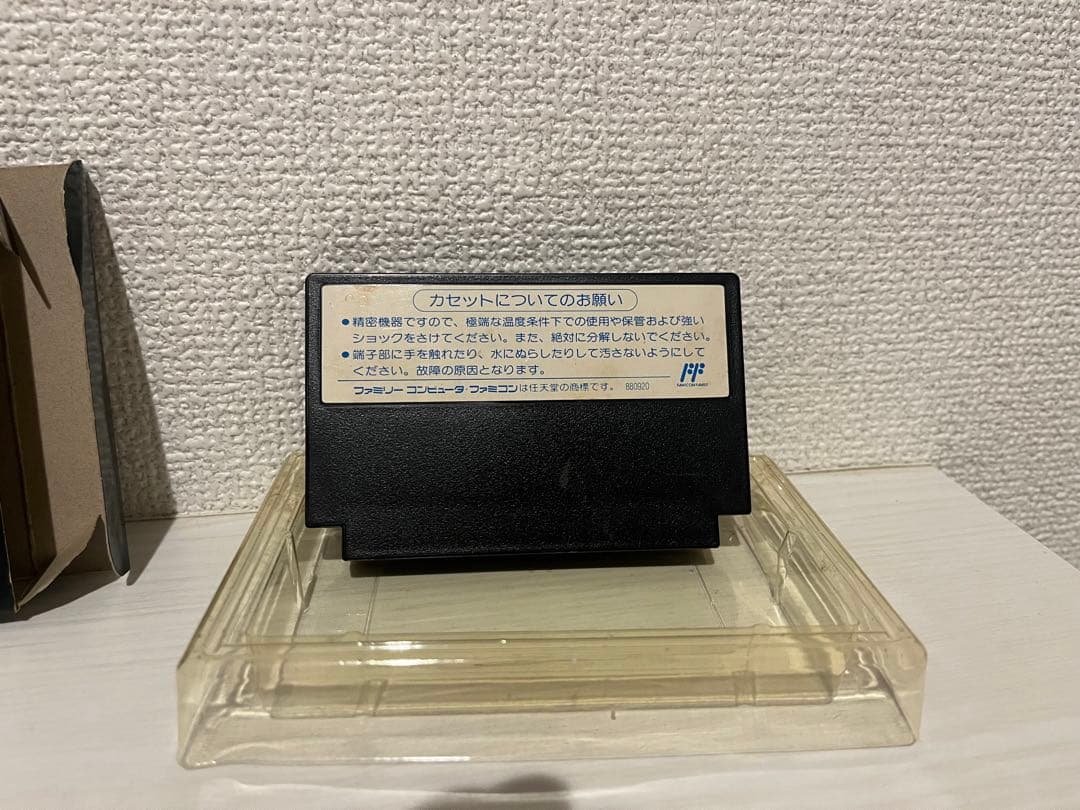 カセットについてのお願い
●精密機器ですので、極端な温度条件下での使用や保管および強い
ショックをさけてください。また、絶対に分解しないでください。
●端子部に手を触れたり、水にぬらしたりして汚さないようにして
ください。故障の原因となります。
FAMICOM FAMILY
ファミリーコンピュータ・ファミコンは任天堂の商標です。 880920